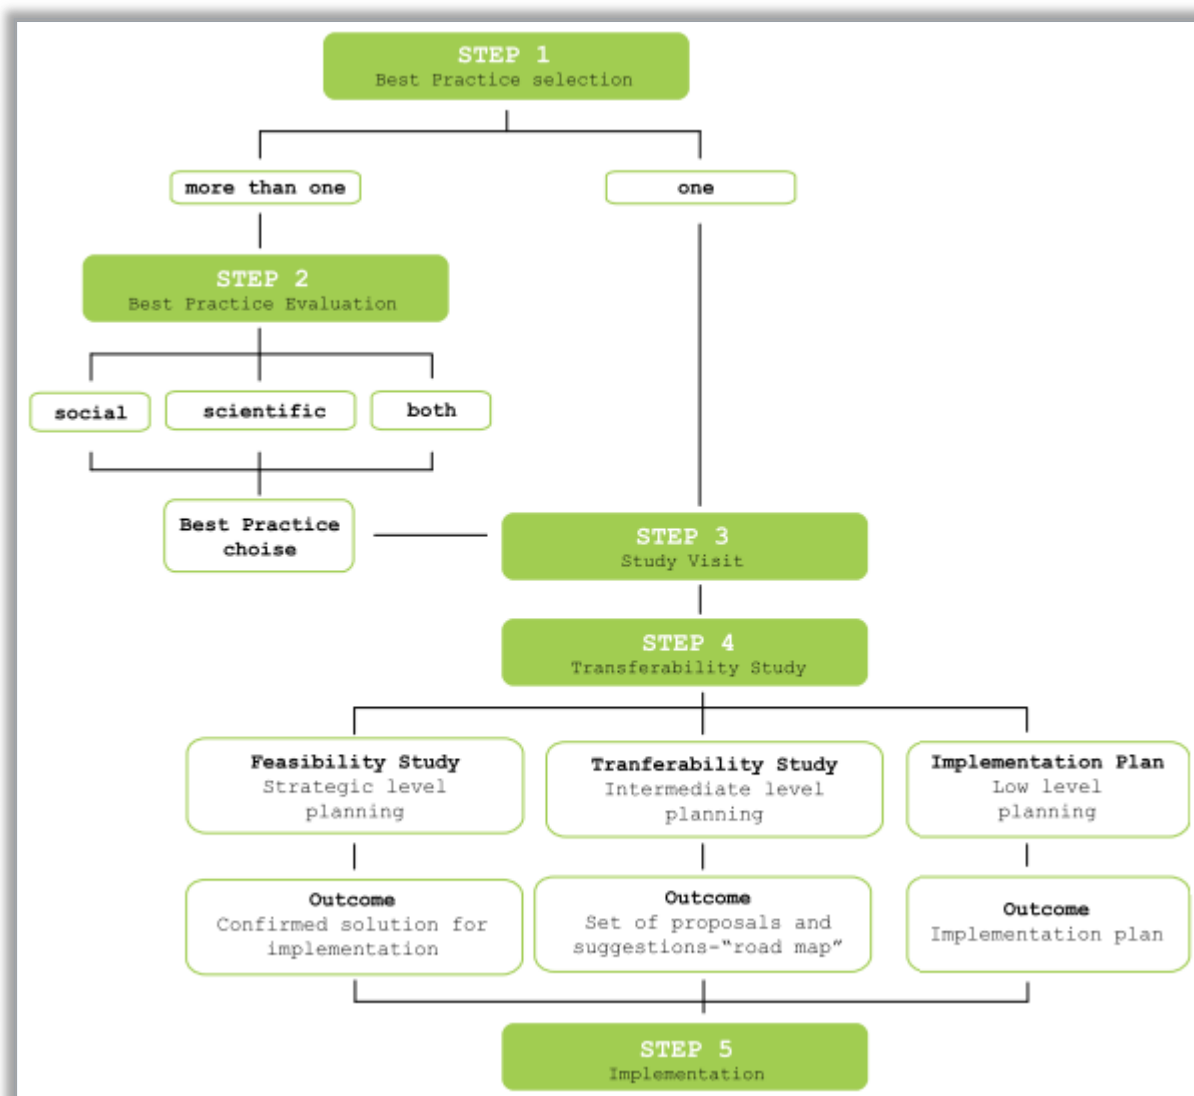 STEP 1
Best Practice selection
more than one
one
STEP 2
Best Practice Evaluation
social
scientific
both
Best Practice
choise
STEP 3
Study Visit
STEP 4
Transferability Study
Feasibility Study
Strategic level
planning
Tranferability Study
Intermediate level
planning
Implementation Plan
Low level
planning
Outcome
Confirmed solution for
implementation
Outcome
Set of proposals and
suggestions-“road map”
Outcome
Implementation plan
STEP 5
Implementation